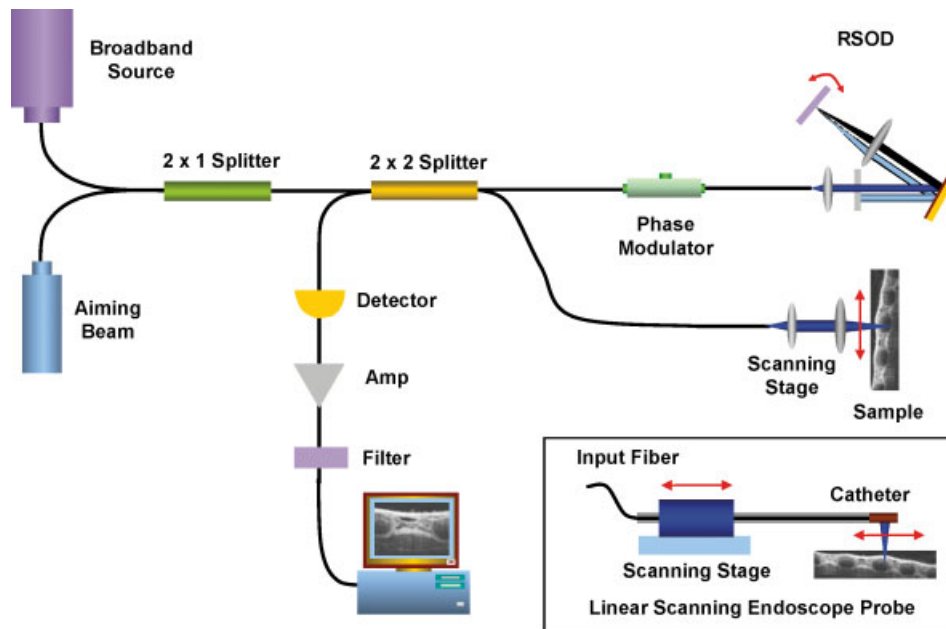 Broadband
Source
RSOD
2 x 1 Splitter
2 x 2 Splitter
Phase
Modulator
Aiming
Beam
Detector
Scanning
Stage
Amp
Sample
Filter
Input Fiber
Catheter
Scanning Stage
Linear Scanning Endoscope Probe